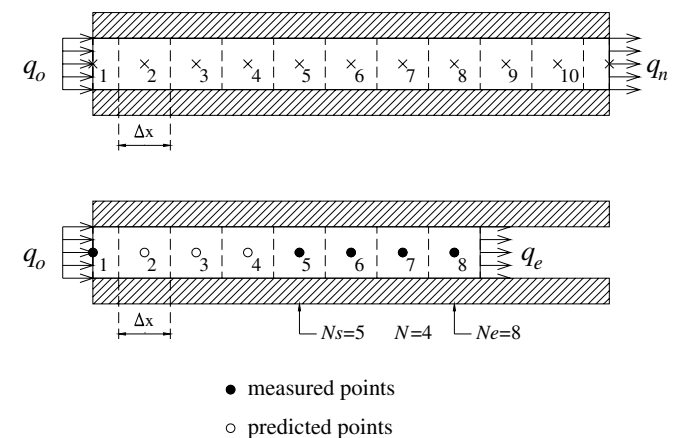 q_o 1 2 3 4 5 6 7 8 9 10 q_n
Δx
q_o 1 2 3 4 5 6 7 8 q_e
Δx Ns=5 N=4 Ne=8
measured points
predicted points